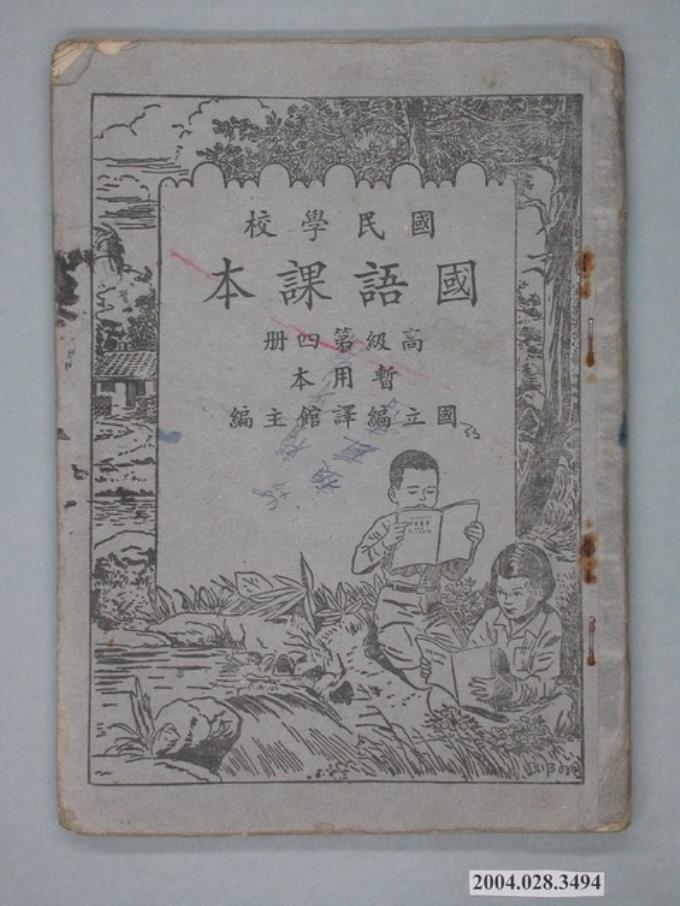 國民學校
國語課本
高級第四册
暫用本
國立編譯館主編
2004.028.3494